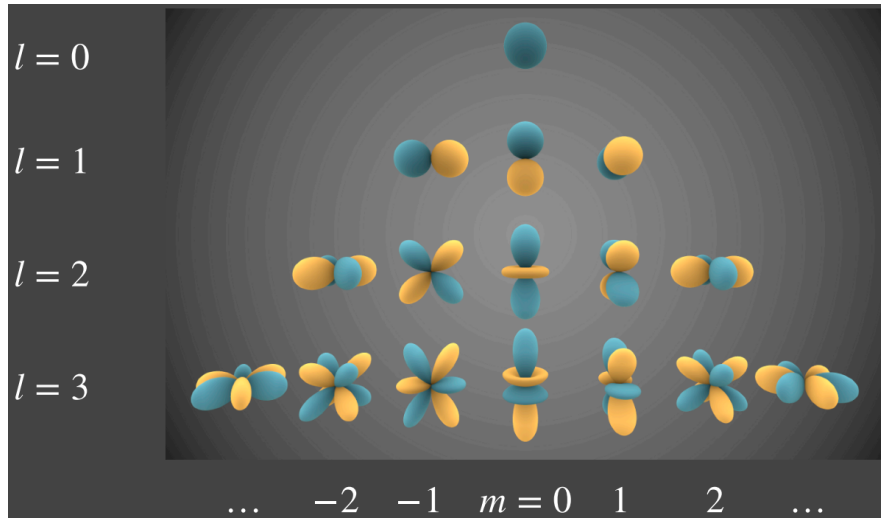 l = 0
l = 1
l = 2
l = 3
... −2 −1 m = 0 1 2 ...